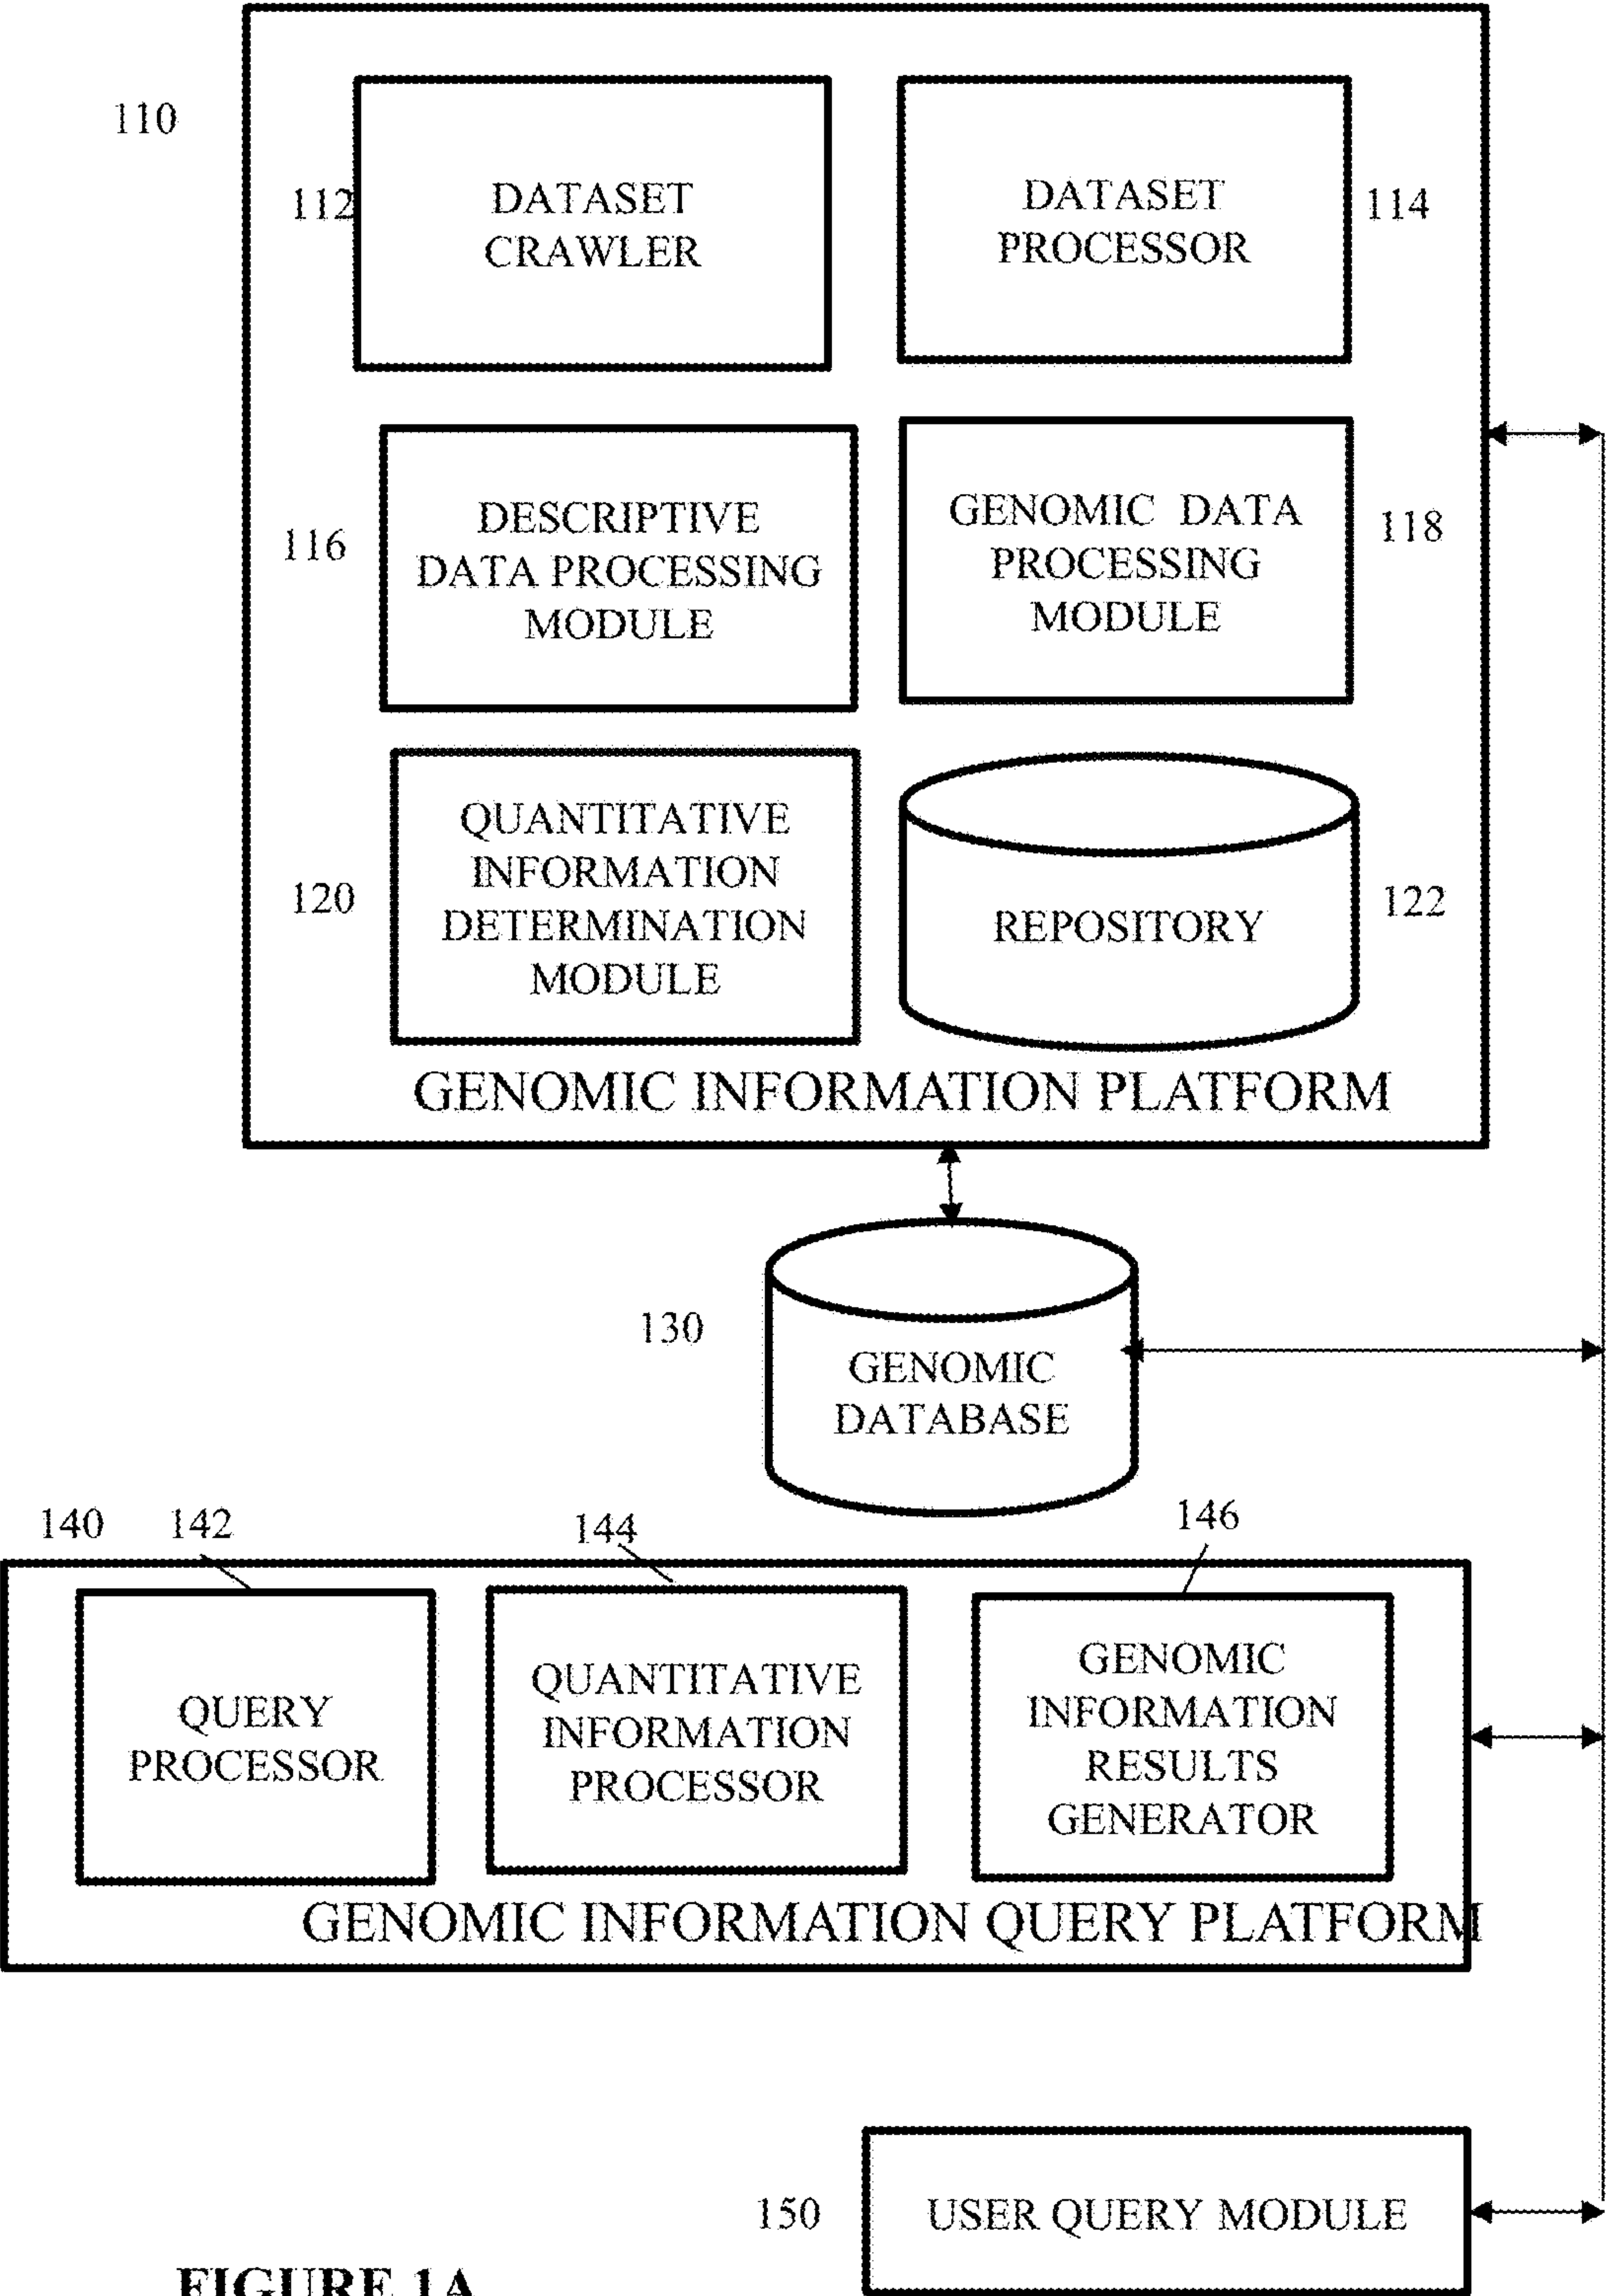 110
112
DATASET
CRAWLER
DATASET
PROCESSOR
114
116
DESCRIPTIVE
DATA PROCESSING
MODULE
GENOMIC DATA
PROCESSING
MODULE
118
120
QUANTITATIVE
INFORMATION
DETERMINATION
MODULE
REPOSITORY
122
GENOMIC INFORMATION PLATFORM
130
GENOMIC
DATABASE
140
142
144
146
QUERY
PROCESSOR
QUANTITATIVE
INFORMATION
PROCESSOR
GENOMIC
INFORMATION
RESULTS
GENERATOR
GENOMIC INFORMATION QUERY PLATFORM
150
USER QUERY MODULE
FIGURE 1A